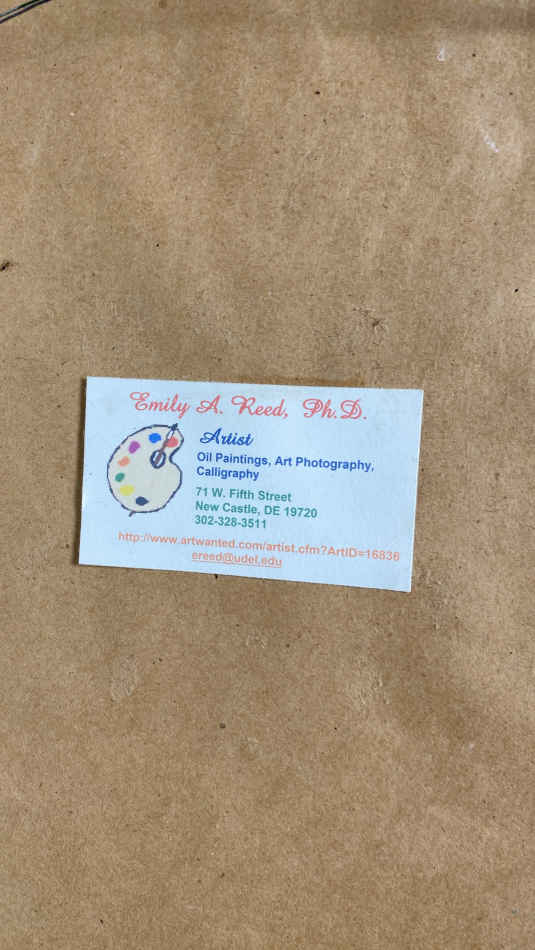 Emily A. Reed, Ph.D.
Artist
Oil Paintings, Art Photography,
Calligraphy
71 W. Fifth Street
New Castle, DE 19720
302-328-3511
http://www.artwanted.com/artist.cfm?ArtID=16836
ereed@udel.edu